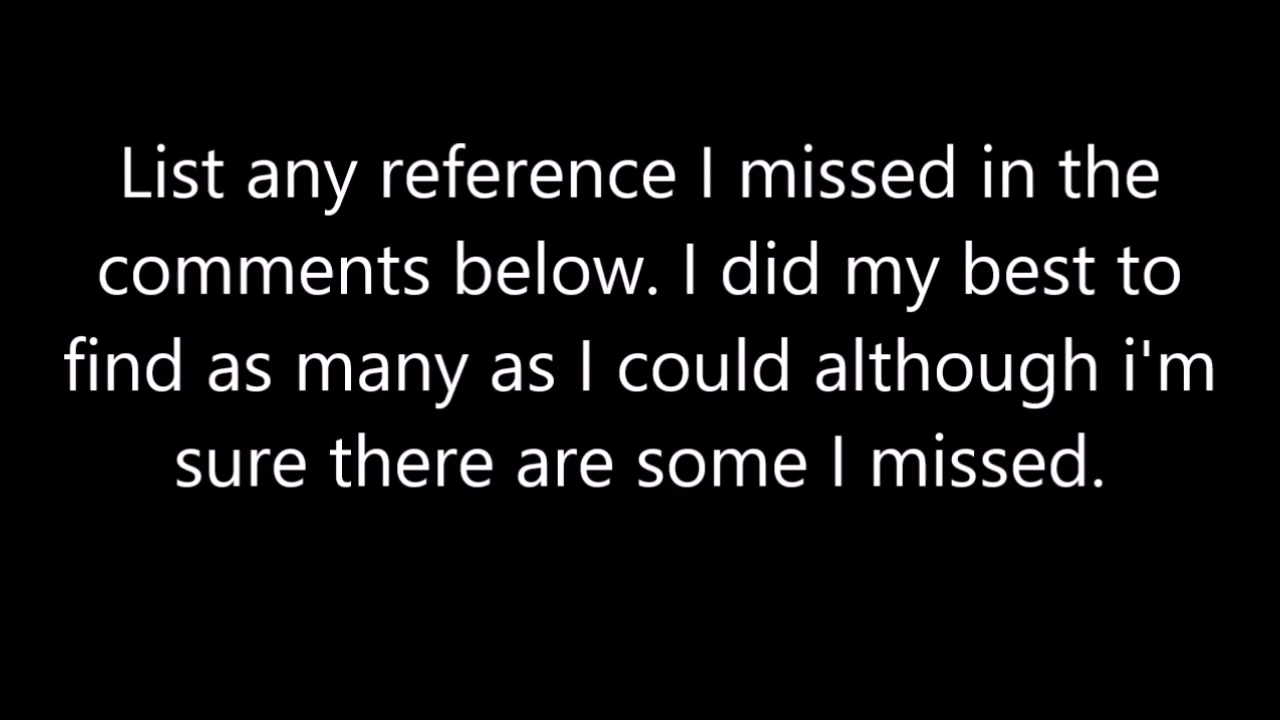 List any reference I missed in the
comments below. I did my best to
find as many as I could although i'm
sure there are some I missed.